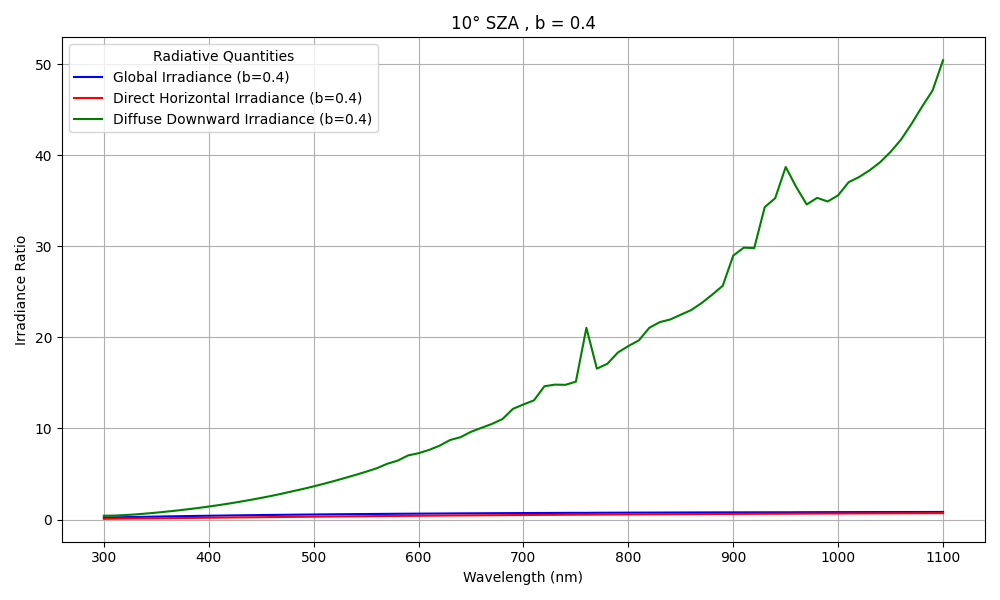 10° SZA , b = 0.4
Radiative Quantities
Global Irradiance (b=0.4)
Direct Horizontal Irradiance (b=0.4)
Diffuse Downward Irradiance (b=0.4)
Irradiance Ratio
50
40
30
20
10
0
300 400 500 600 700 800 900 1000 1100
Wavelength (nm)